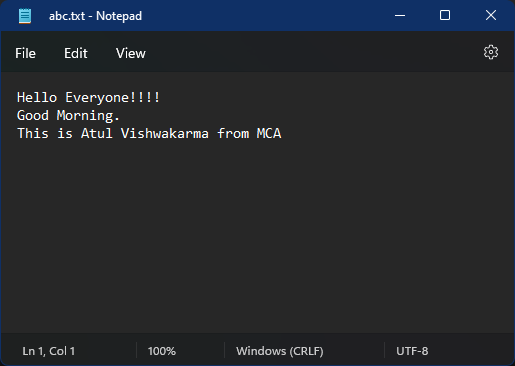 abc.txt - Notepad
File Edit View
Hello Everyone!!!!
Good Morning.
This is Atul Vishwakarma from MCA
Ln 1, Col 1 100% Windows (CRLF) UTF-8